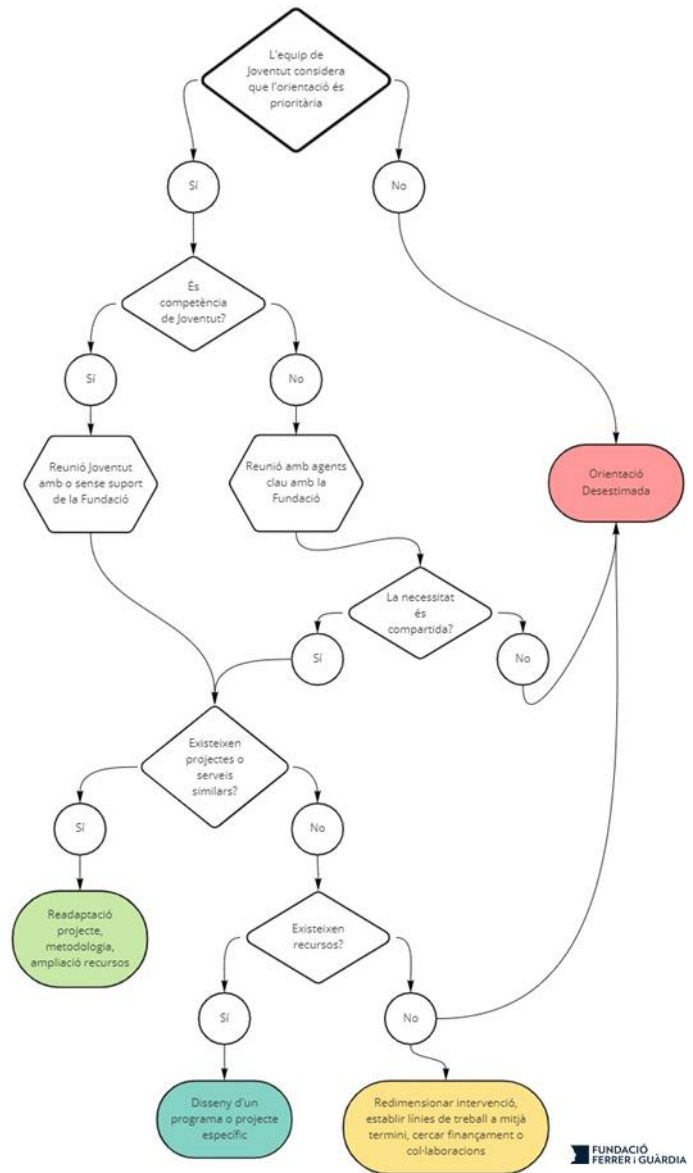 L'equip de
Joventut considera
que l'orientació és
prioritària
Sí
No
És
competència
de Joventut?
Sí
No
Reunió Joventut
amb o sense suport
de la Fundació
Reunió amb agents
clau amb la
Fundació
Orientació
Desestimada
La necessitat
és
compartida?
Sí
No
Existeixen
projectes o
serveis
similars?
Sí
No
Readaptació
projecte,
metodologia,
ampliació recursos
Existeixen
recursos?
Sí
No
Disseny d'un
programa o projecte
específic
Redimensionar intervenció,
establir línies de treball a mitjà
termini, cercar finançament o
col·laboracions
FUNDACIÓ
FERRER i GUÀRDIA